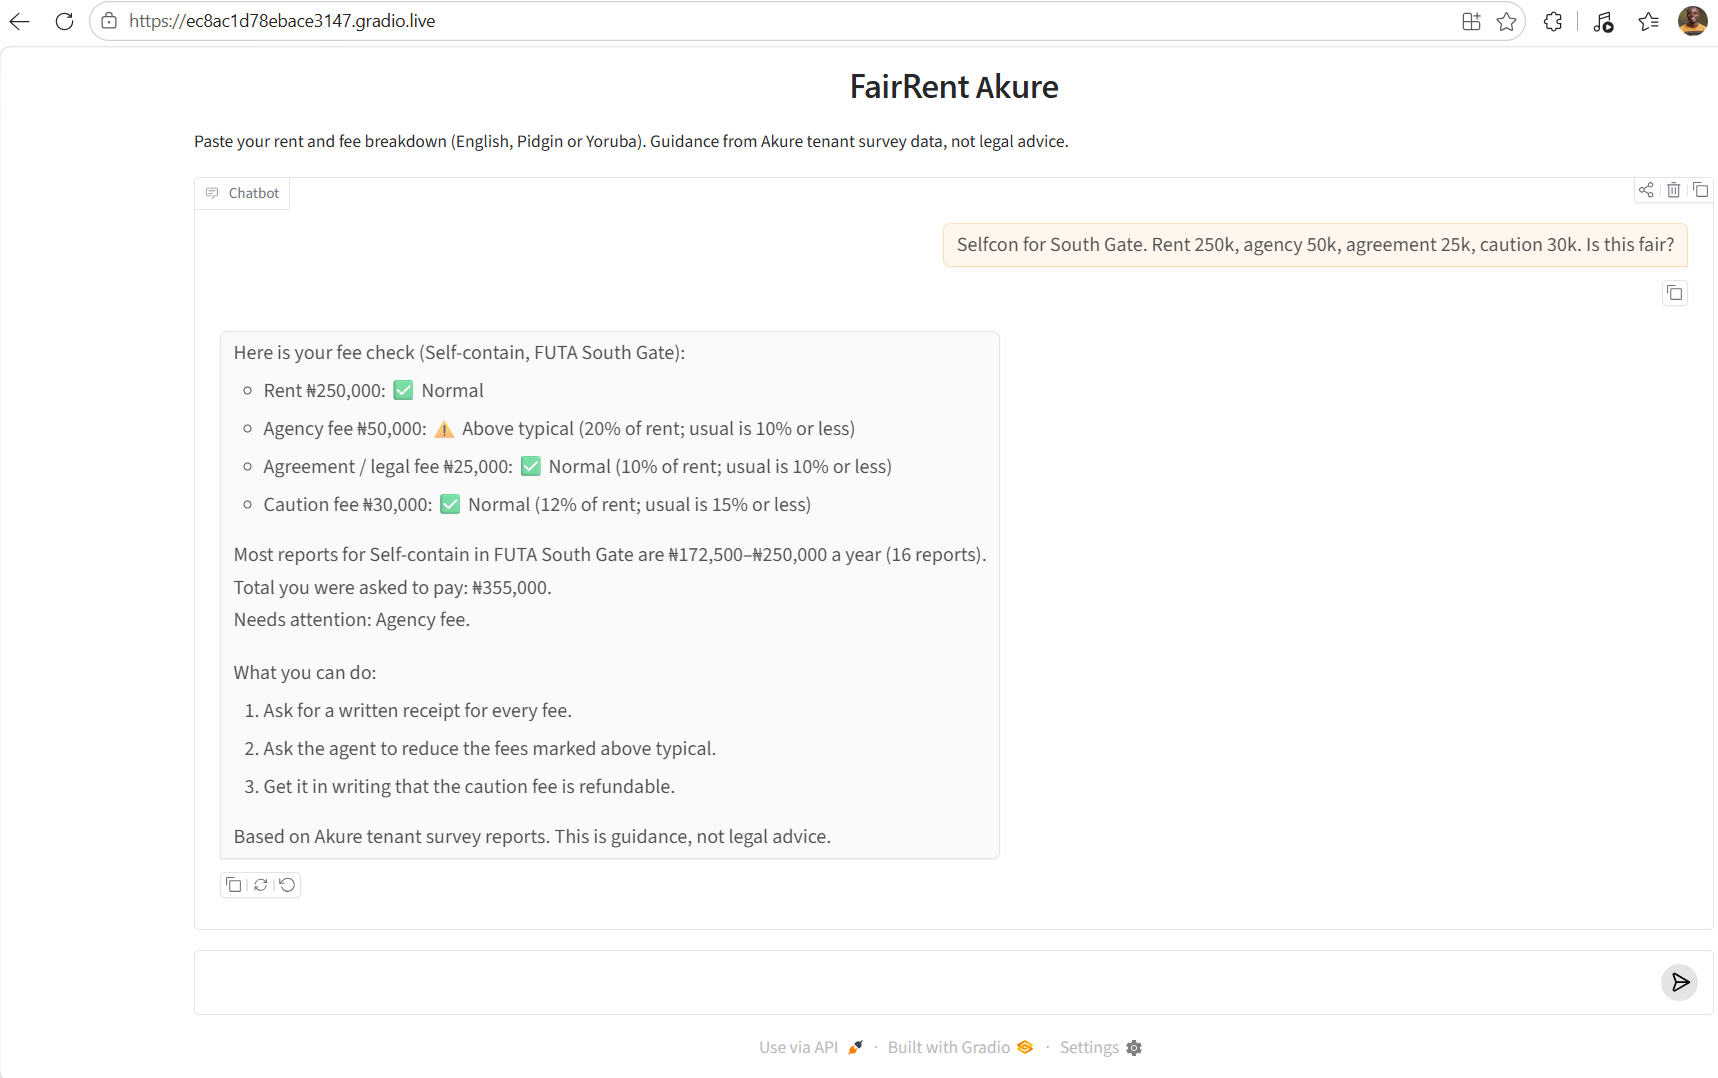 https://ec8ac1d78ebace3147.gradio.live
FairRent Akure
Paste your rent and fee breakdown (English, Pidgin or Yoruba). Guidance from Akure tenant survey data, not legal advice.
Chatbot
Selfcon for South Gate. Rent 250k, agency 50k, agreement 25k, caution 30k. Is this fair?
Here is your fee check (Self-contain, FUTA South Gate):
Rent ₦250,000: ✅ Normal
Agency fee ₦50,000: ⚠️ Above typical (20% of rent; usual is 10% or less)
Agreement / legal fee ₦25,000: ✅ Normal (10% of rent; usual is 10% or less)
Caution fee ₦30,000: ✅ Normal (12% of rent; usual is 15% or less)
Most reports for Self-contain in FUTA South Gate are ₦172,500–₦250,000 a year (16 reports).
Total you were asked to pay: ₦355,000.
Needs attention: Agency fee.
What you can do:
1. Ask for a written receipt for every fee.
2. Ask the agent to reduce the fees marked above typical.
3. Get it in writing that the caution fee is refundable.
Based on Akure tenant survey reports. This is guidance, not legal advice.
Use via API · Built with Gradio · Settings